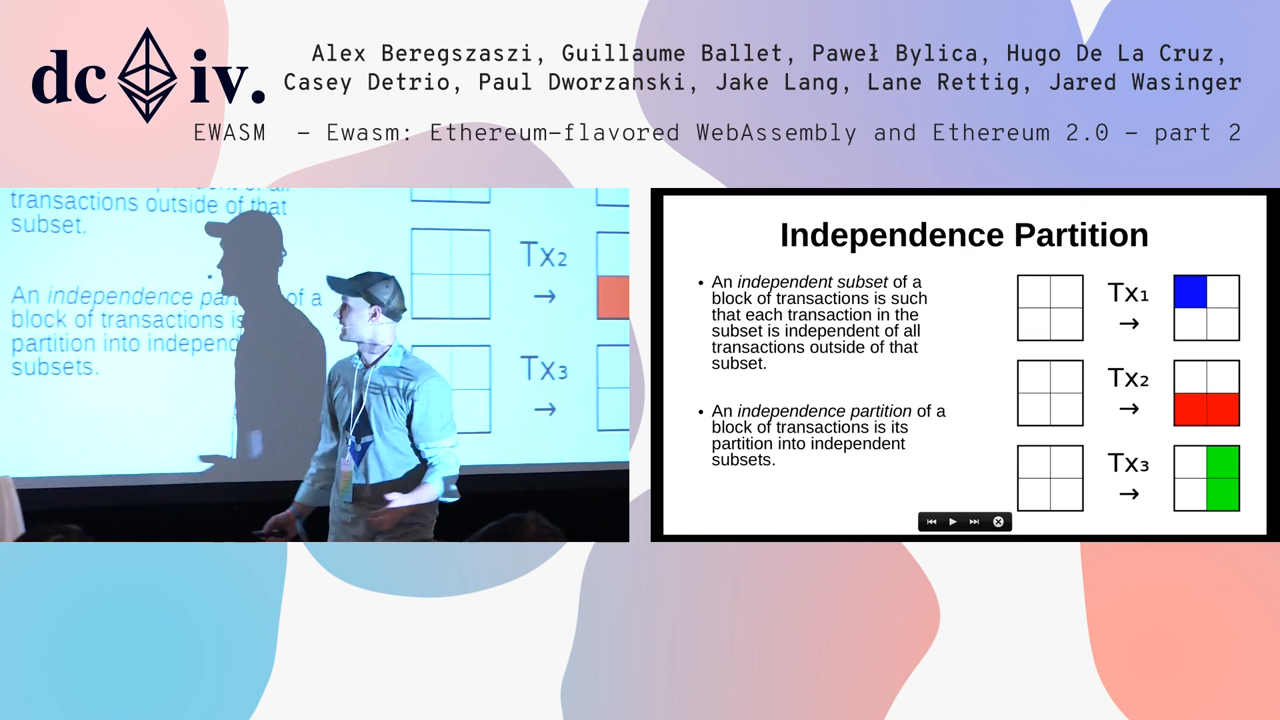 dc iv.
Alex Beregszaszi, Guillaume Ballet, Paweł Bylica, Hugo De La Cruz,
Casey Detrio, Paul Dworzanski, Jake Lang, Lane Rettig, Jared Wasinger
EWASM – Ewasm: Ethereum-flavored WebAssembly and Ethereum 2.0 – part 2
transactions outside of that
subset.
An independence par of a
block of transactions is
partition into independ
subsets.
Tx₂
→
Tx₃
→
Independence Partition
• An independent subset of a
block of transactions is such
that each transaction in the
subset is independent of all
transactions outside of that
subset.
• An independence partition of a
block of transactions is its
partition into independent
subsets.
Tx₁
→
Tx₂
→
Tx₃
→